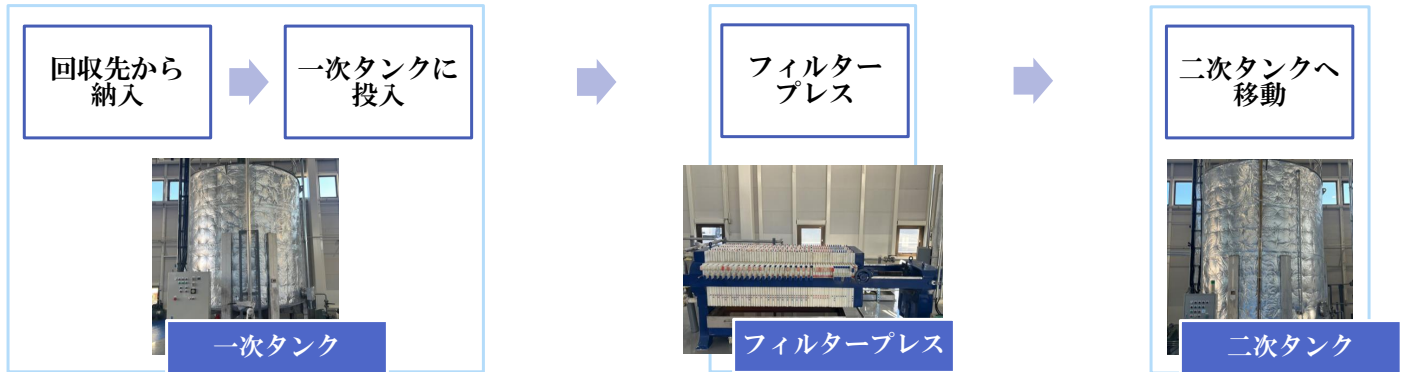 回収先から
納入
一次タンクに
投入
フィルター
プレス
二次タンクへ
移動
一次タンク
フィルタープレス
二次タンク